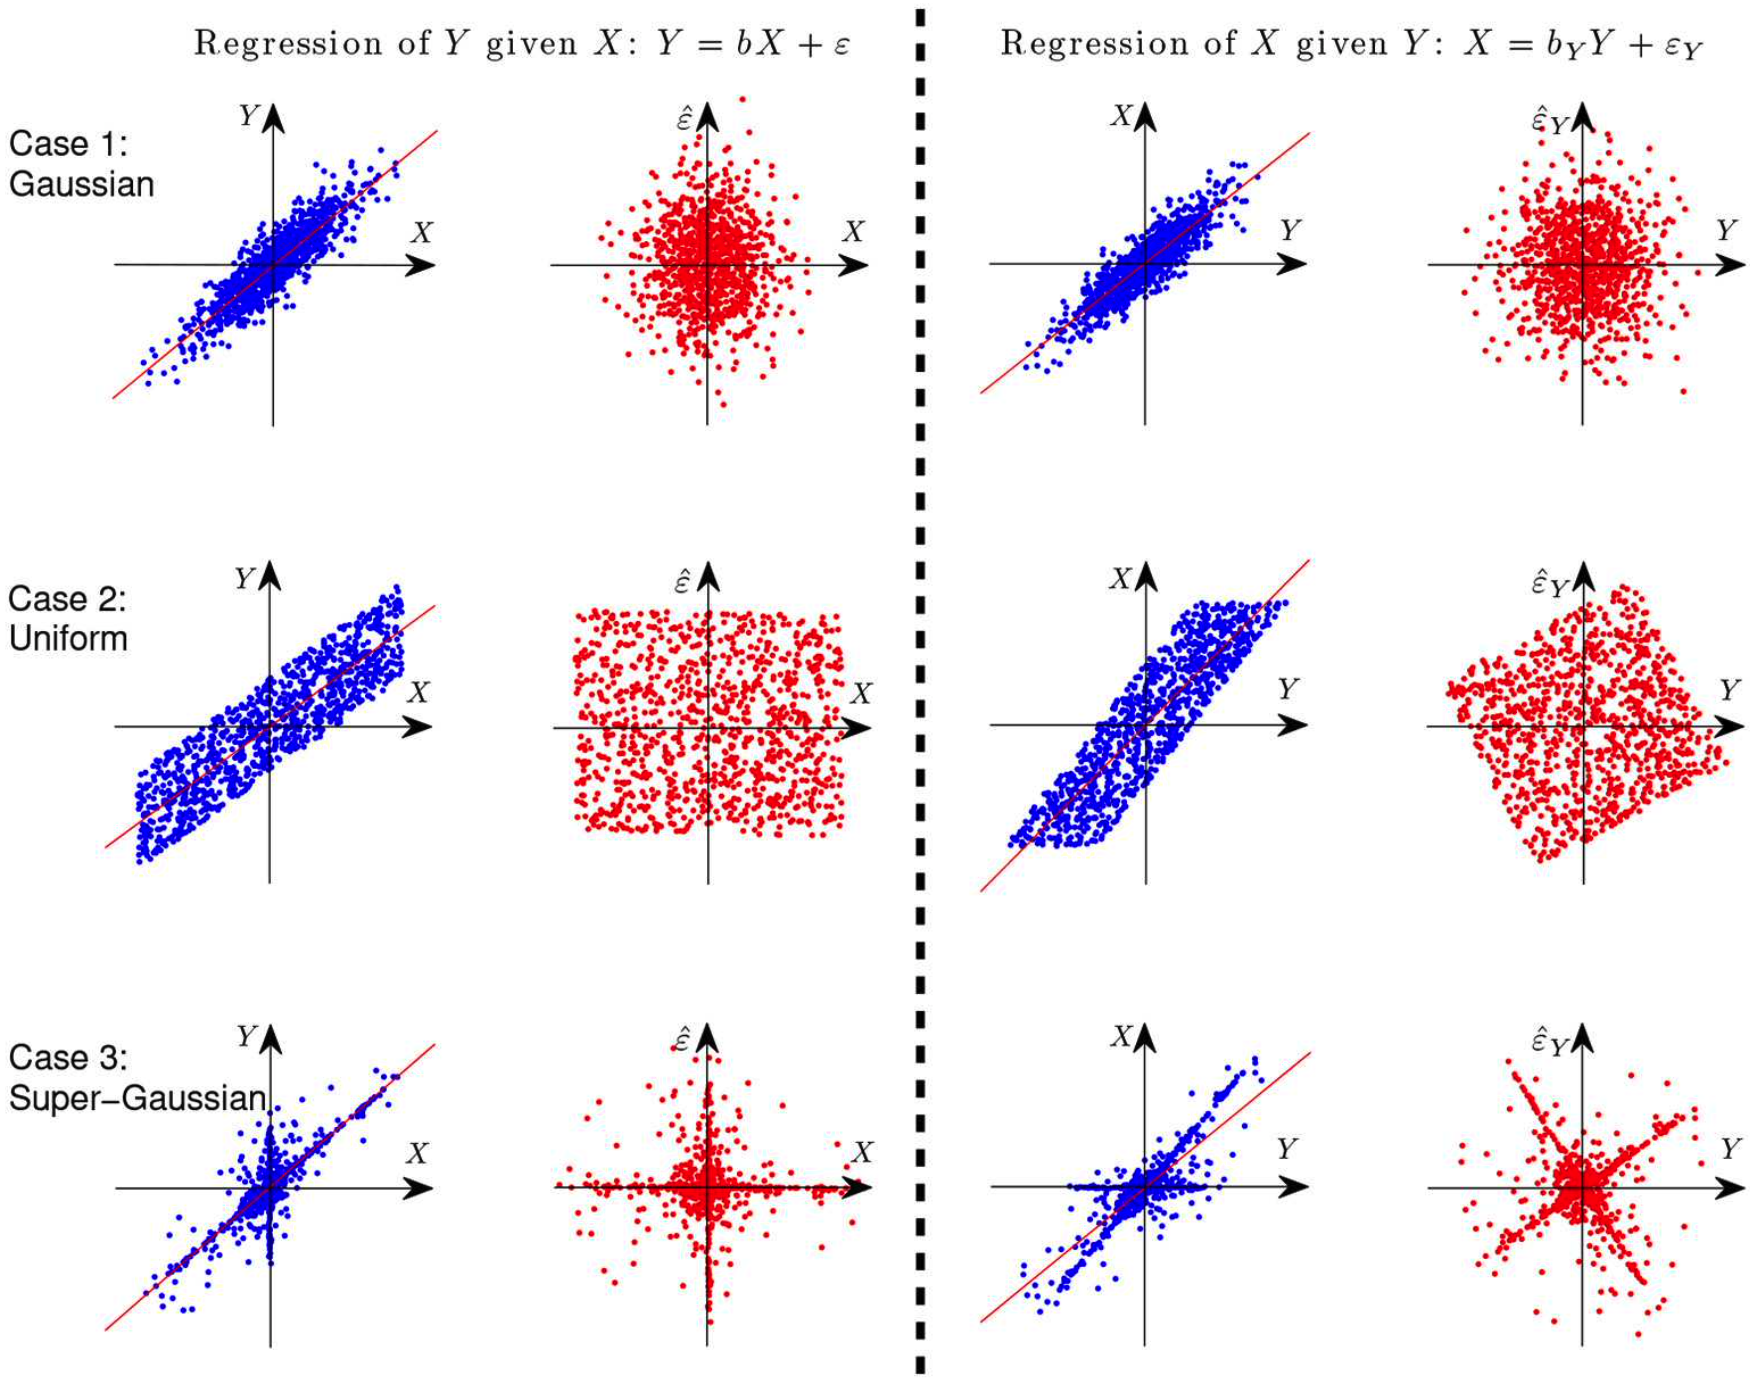 Regression of Y given X: Y = bX + ε
Regression of X given Y: X = b_Y Y + ε_Y
Case 1:
Gaussian
Y
X
ε̂
X
X
Y
ε̂_Y
Y
Case 2:
Uniform
Y
X
ε̂
X
X
Y
ε̂_Y
Y
Case 3:
Super-Gaussian
Y
X
ε̂
X
X
Y
ε̂_Y
Y